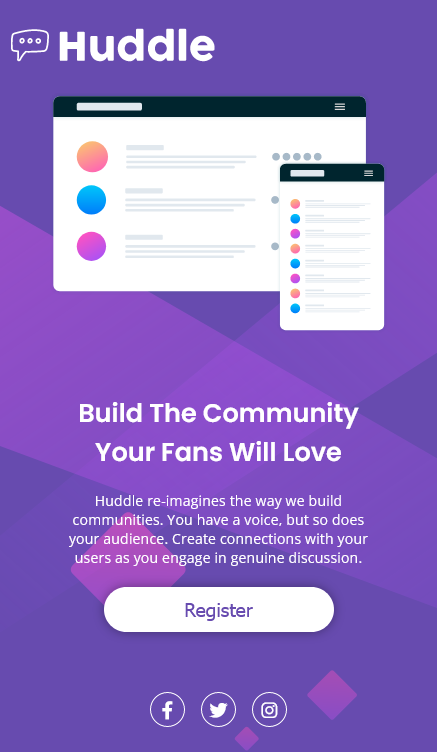 Huddle
Build The Community
Your Fans Will Love
Huddle re-imagines the way we build
communities. You have a voice, but so does
your audience. Create connections with your
users as you engage in genuine discussion.
Register